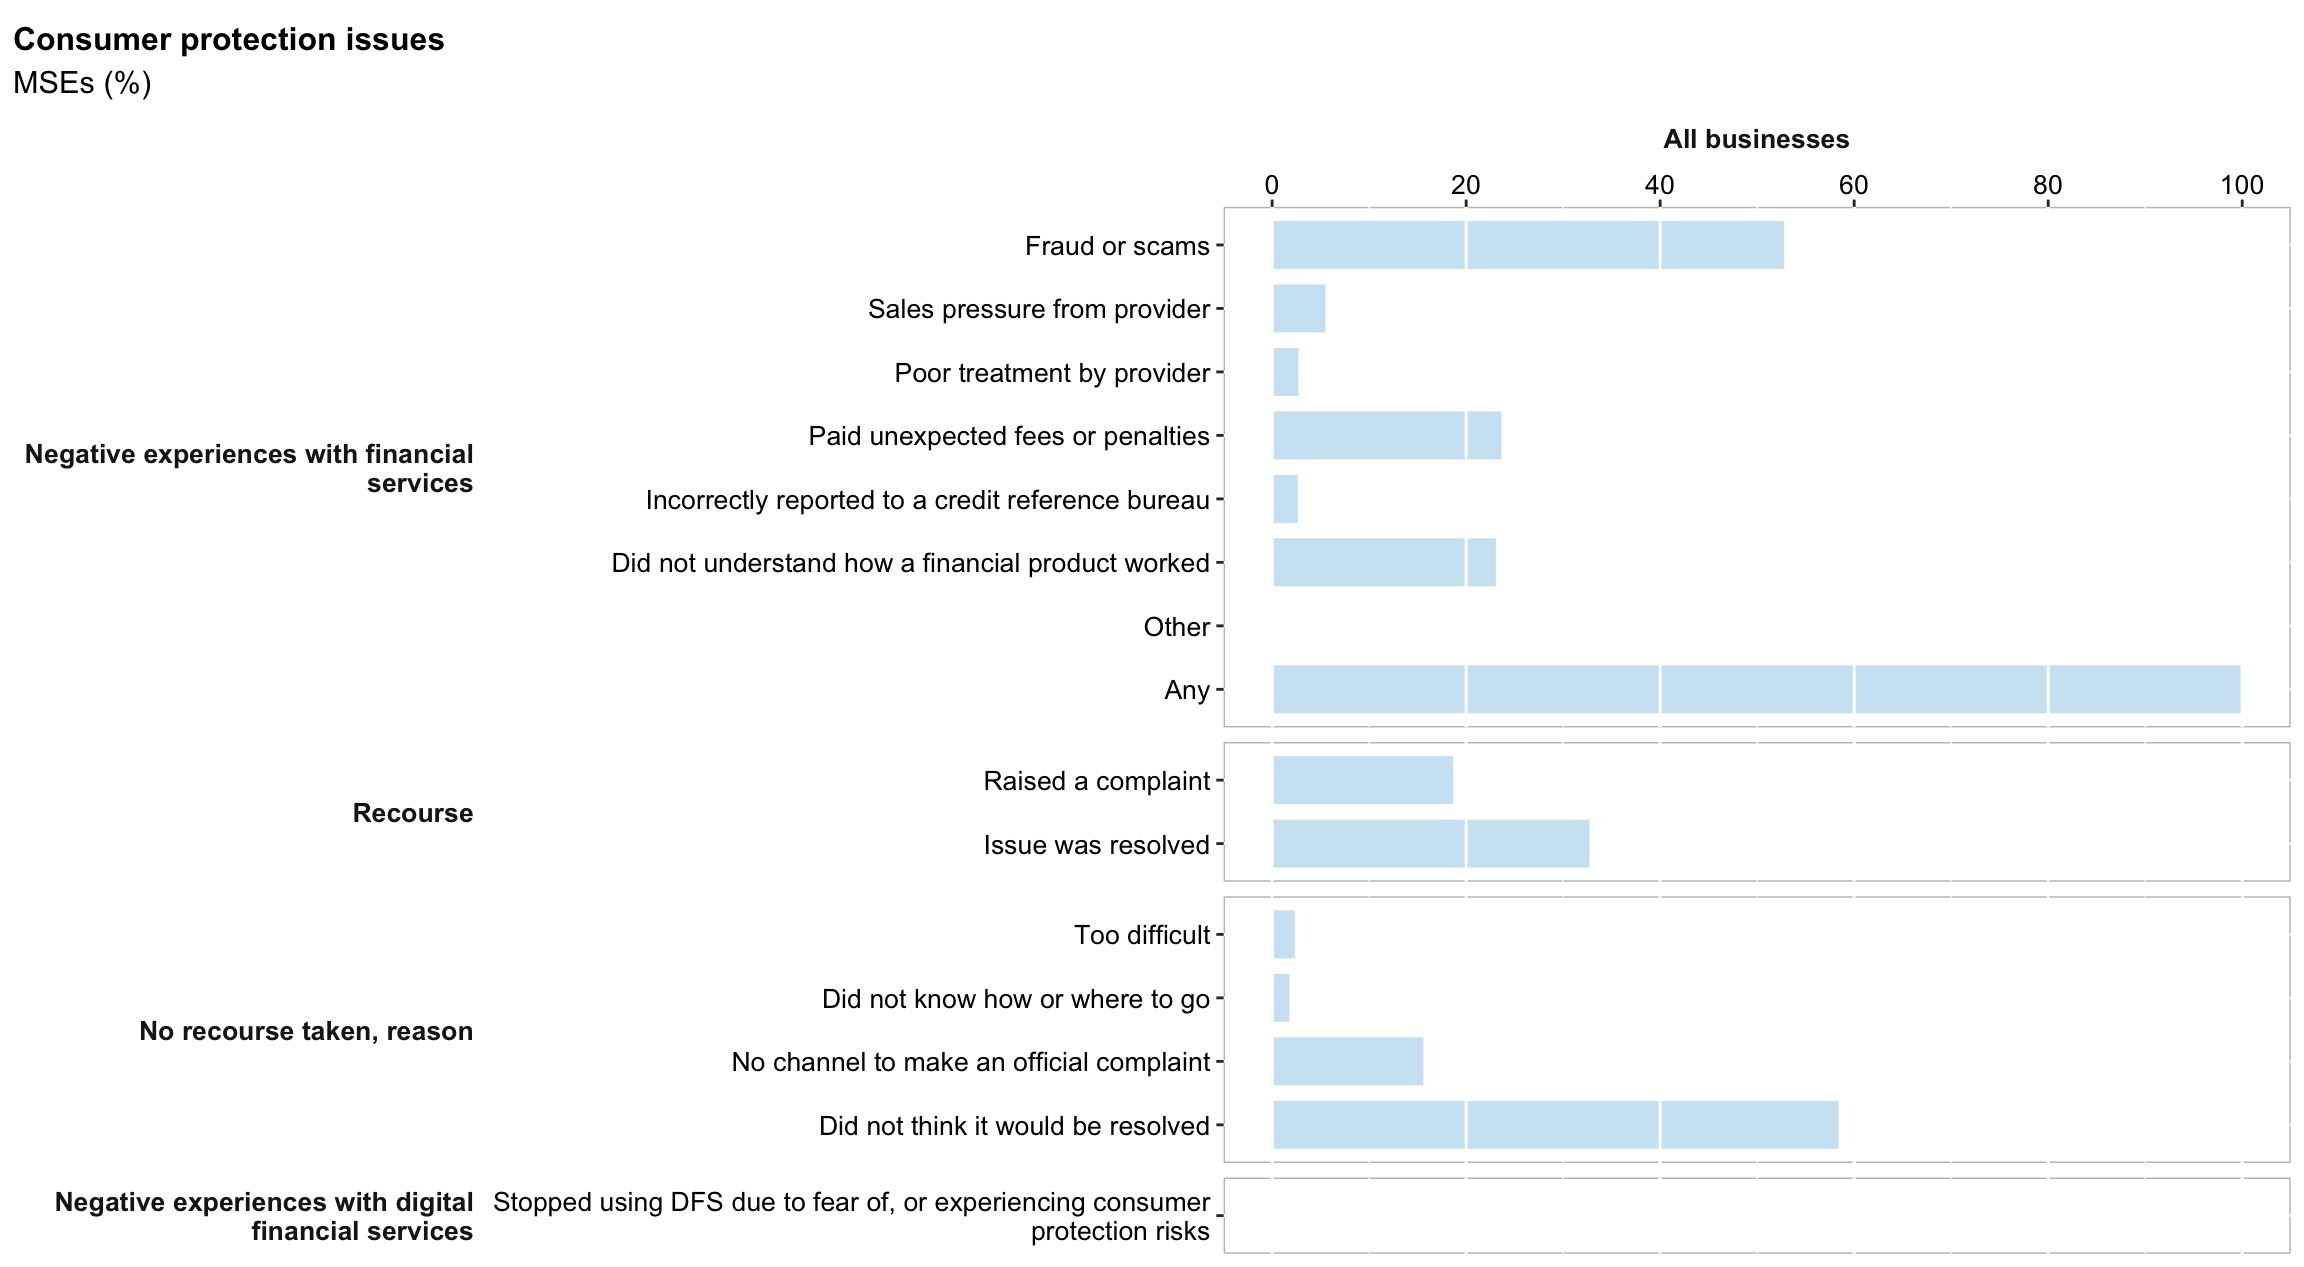 Consumer protection issues
MSEs (%)
All businesses
0 20 40 60 80 100
Negative experiences with financial
services
Fraud or scams
Sales pressure from provider
Poor treatment by provider
Paid unexpected fees or penalties
Incorrectly reported to a credit reference bureau
Did not understand how a financial product worked
Other
Any
Recourse
Raised a complaint
Issue was resolved
No recourse taken, reason
Too difficult
Did not know how or where to go
No channel to make an official complaint
Did not think it would be resolved
Negative experiences with digital
financial services
Stopped using DFS due to fear of, or experiencing consumer
protection risks